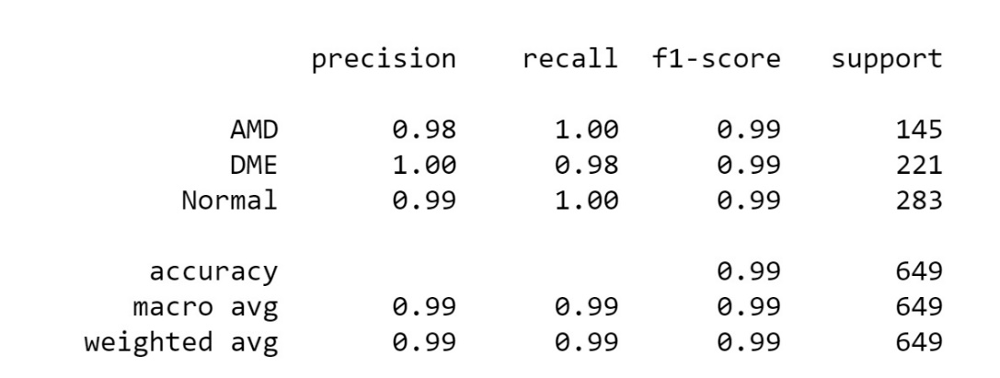 precision recall f1-score support
AMD 0.98 1.00 0.99 145
DME 1.00 0.98 0.99 221
Normal 0.99 1.00 0.99 283
accuracy 0.99 649
macro avg 0.99 0.99 0.99 649
weighted avg 0.99 0.99 0.99 649